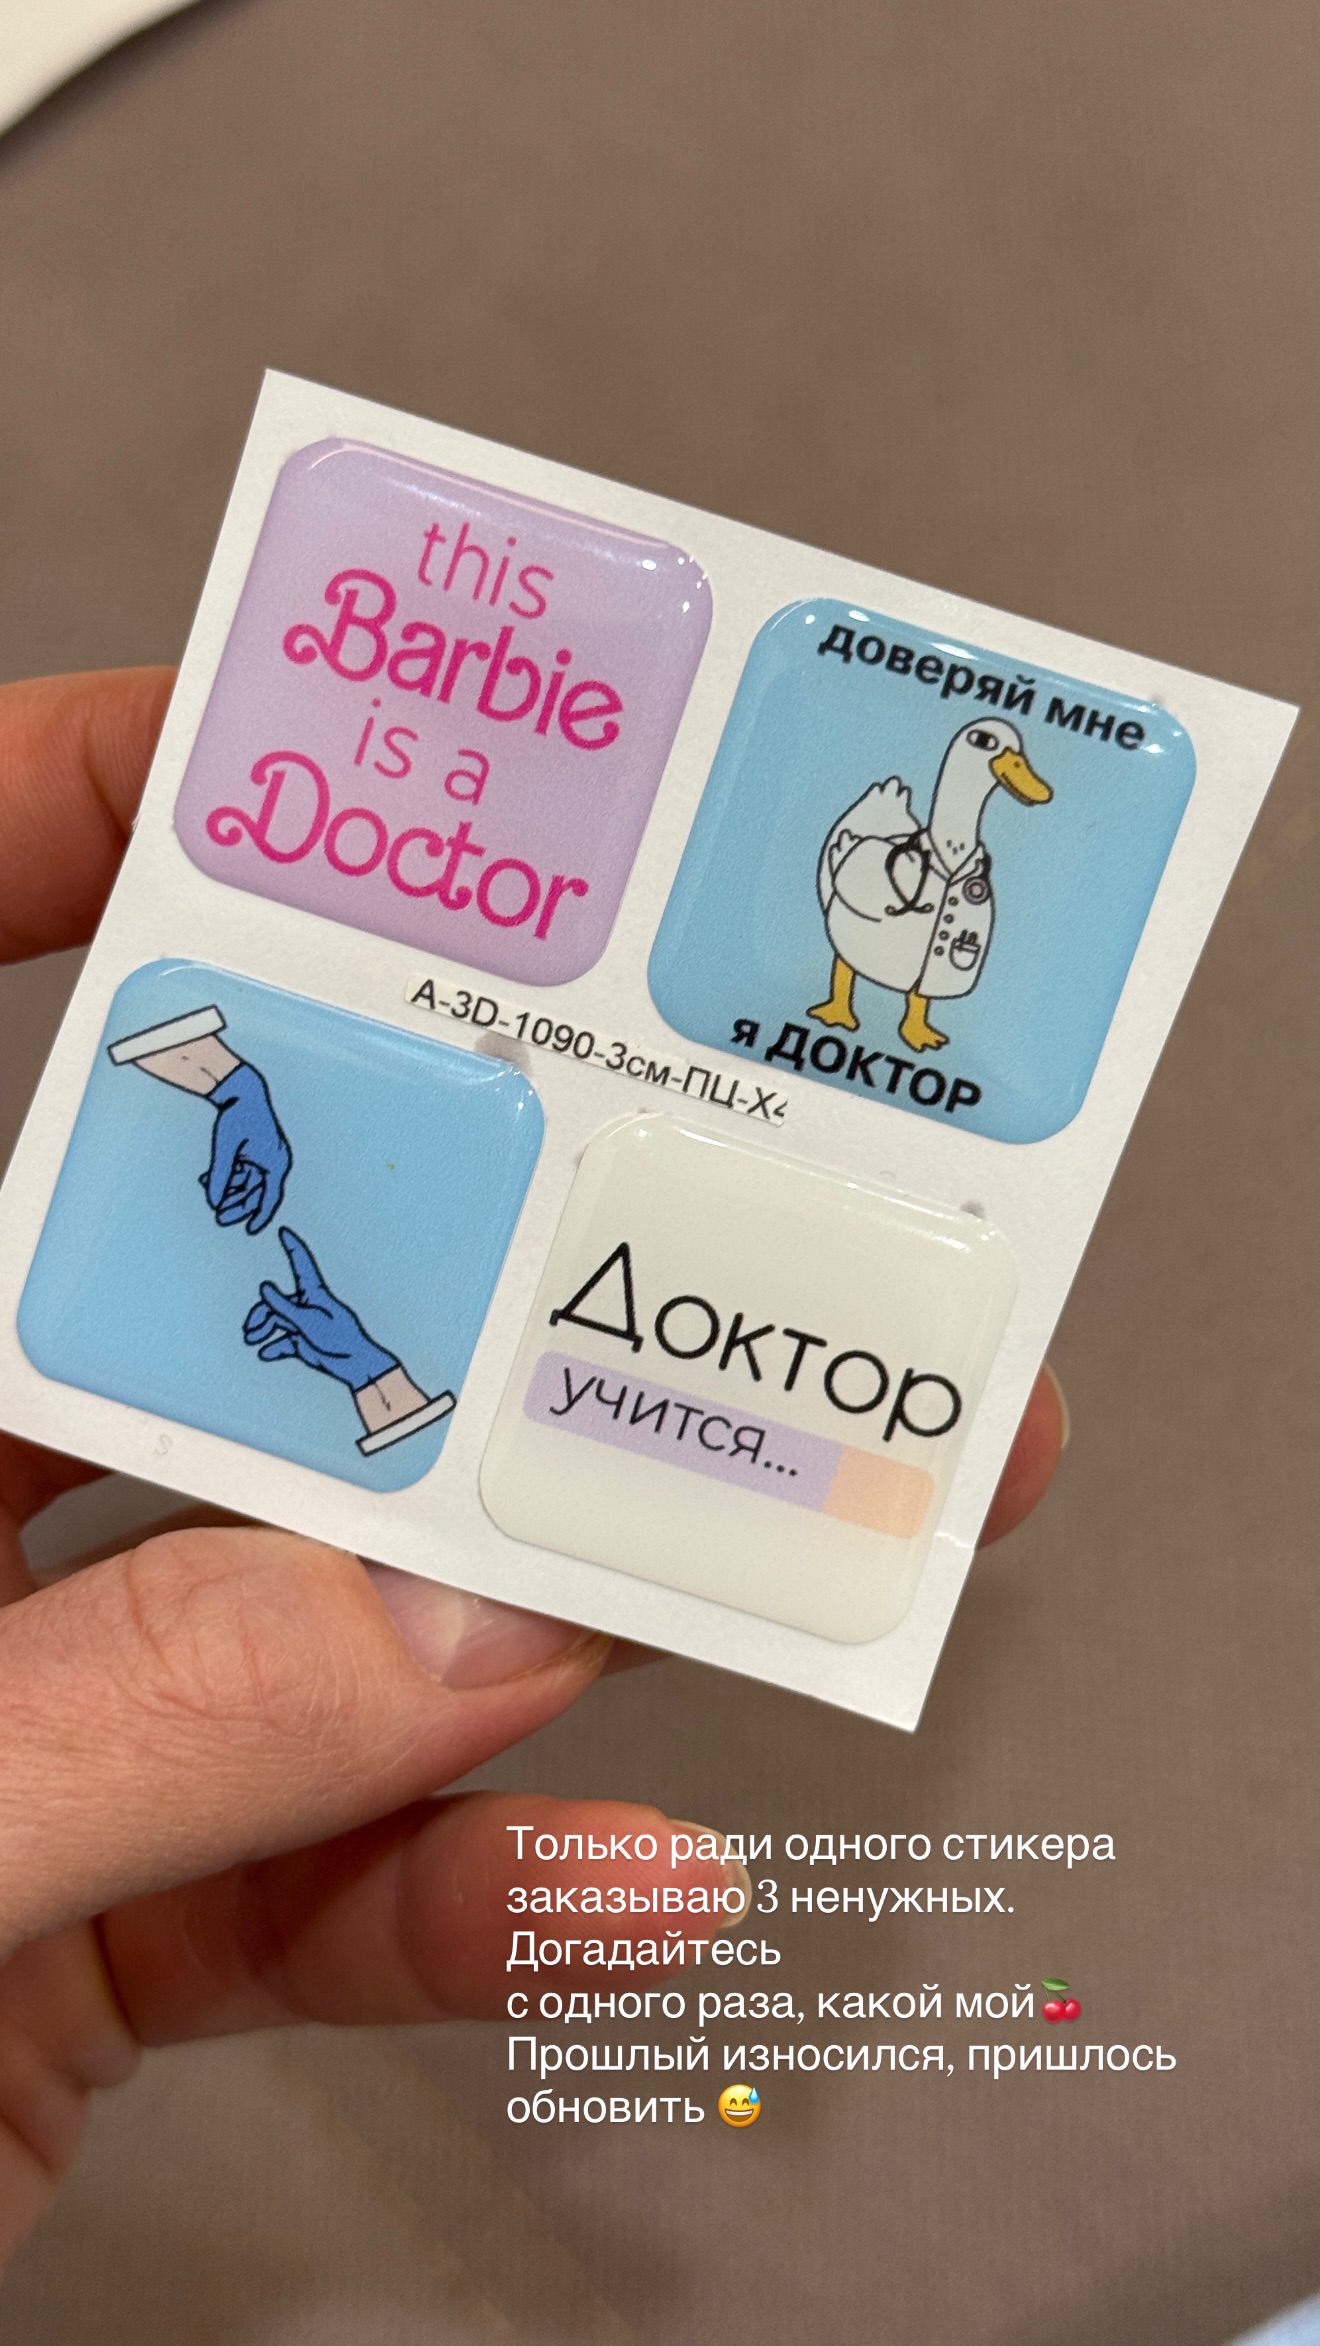 this
Barbie
is a
Doctor
доверяй мне
я ДОКТОР
А-3D-1090-3см-ПЦ-Х4
Доктор
учится...
Только ради одного стикера
заказываю 3 ненужных.
Догадайтесь
с одного раза, какой мой🍒
Прошлый износился, пришлось
обновить 😅